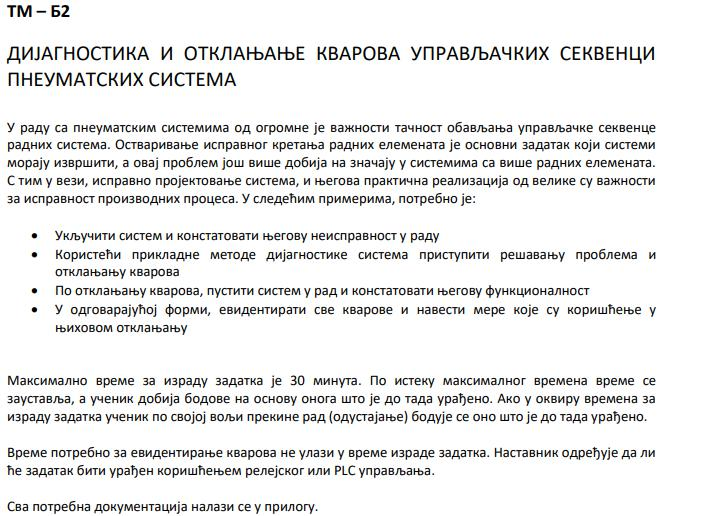 ТМ – Б2
ДИЈАГНОСТИКА И ОТКЛАЊАЊЕ КВАРОВА УПРАВЉАЧКИХ СЕКВЕНЦИ
ПНЕУМАТСКИХ СИСТЕМА
У раду са пнеуматским системима од огромне је важности тачност обављања управљачке секвенце
радних система. Остваривање исправног кретања радних елемената је основни задатак који системи
морају извршити, а овај проблем још више добија на значају у системима са више радних елемената.
С тим у вези, исправно пројектовање система, и његова практична реализација од велике су важности
за исправност производних процеса. У следећим примерима, потребно је:
• Укључити систем и констатовати његову неисправност у раду
• Користећи прикладне методе дијагностике система приступити решавању проблема и
отклањању кварова
• По отклањању кварова, пустити систем у рад и констатовати његову функционалност
• У одговарајућој форми, евидентирати све кварове и навести мере које су коришћење у
њиховом отклањању
Максимално време за израду задатка је 30 минута. По истеку максималног времена време се
зауставља, а ученик добија бодове на основу онога што је до тада урађено. Ако у оквиру времена за
израду задатка ученик по својој вољи прекине рад (одустајање) бодује се оно што је до тада урађено.
Време потребно за евидентирање кварова не улази у време израде задатка. Наставник одређује да ли
ће задатак бити урађен коришћењем релејског или PLC управљања.
Сва потребна документација налази се у прилогу.